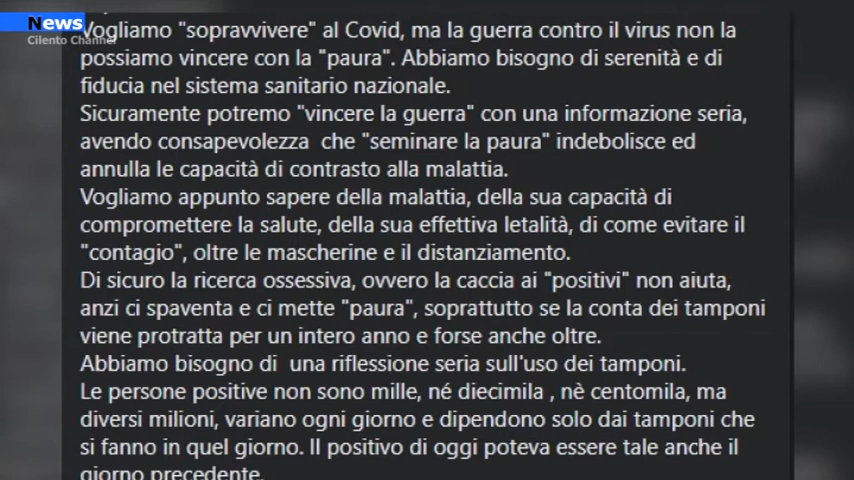 News
Cilento Channel
Vogliamo "sopravvivere" al Covid, ma la guerra contro il virus non la
possiamo vincere con la "paura". Abbiamo bisogno di serenità e di
fiducia nel sistema sanitario nazionale.
Sicuramente potremo "vincere la guerra" con una informazione seria,
avendo consapevolezza  che "seminare la paura" indebolisce ed
annulla le capacità di contrasto alla malattia.
Vogliamo appunto sapere della malattia, della sua capacità di
compromettere la salute, della sua effettiva letalità, di come evitare il
"contagio", oltre le mascherine e il distanziamento.
Di sicuro la ricerca ossessiva, ovvero la caccia ai "positivi" non aiuta,
anzi ci spaventa e ci mette "paura", soprattutto se la conta dei tamponi
viene protratta per un intero anno e forse anche oltre.
Abbiamo bisogno di  una riflessione seria sull'uso dei tamponi.
Le persone positive non sono mille, né diecimila , nè centomila, ma
diversi milioni, variano ogni giorno e dipendono solo dai tamponi che
si fanno in quel giorno. Il positivo di oggi poteva essere tale anche il
giorno precedente.